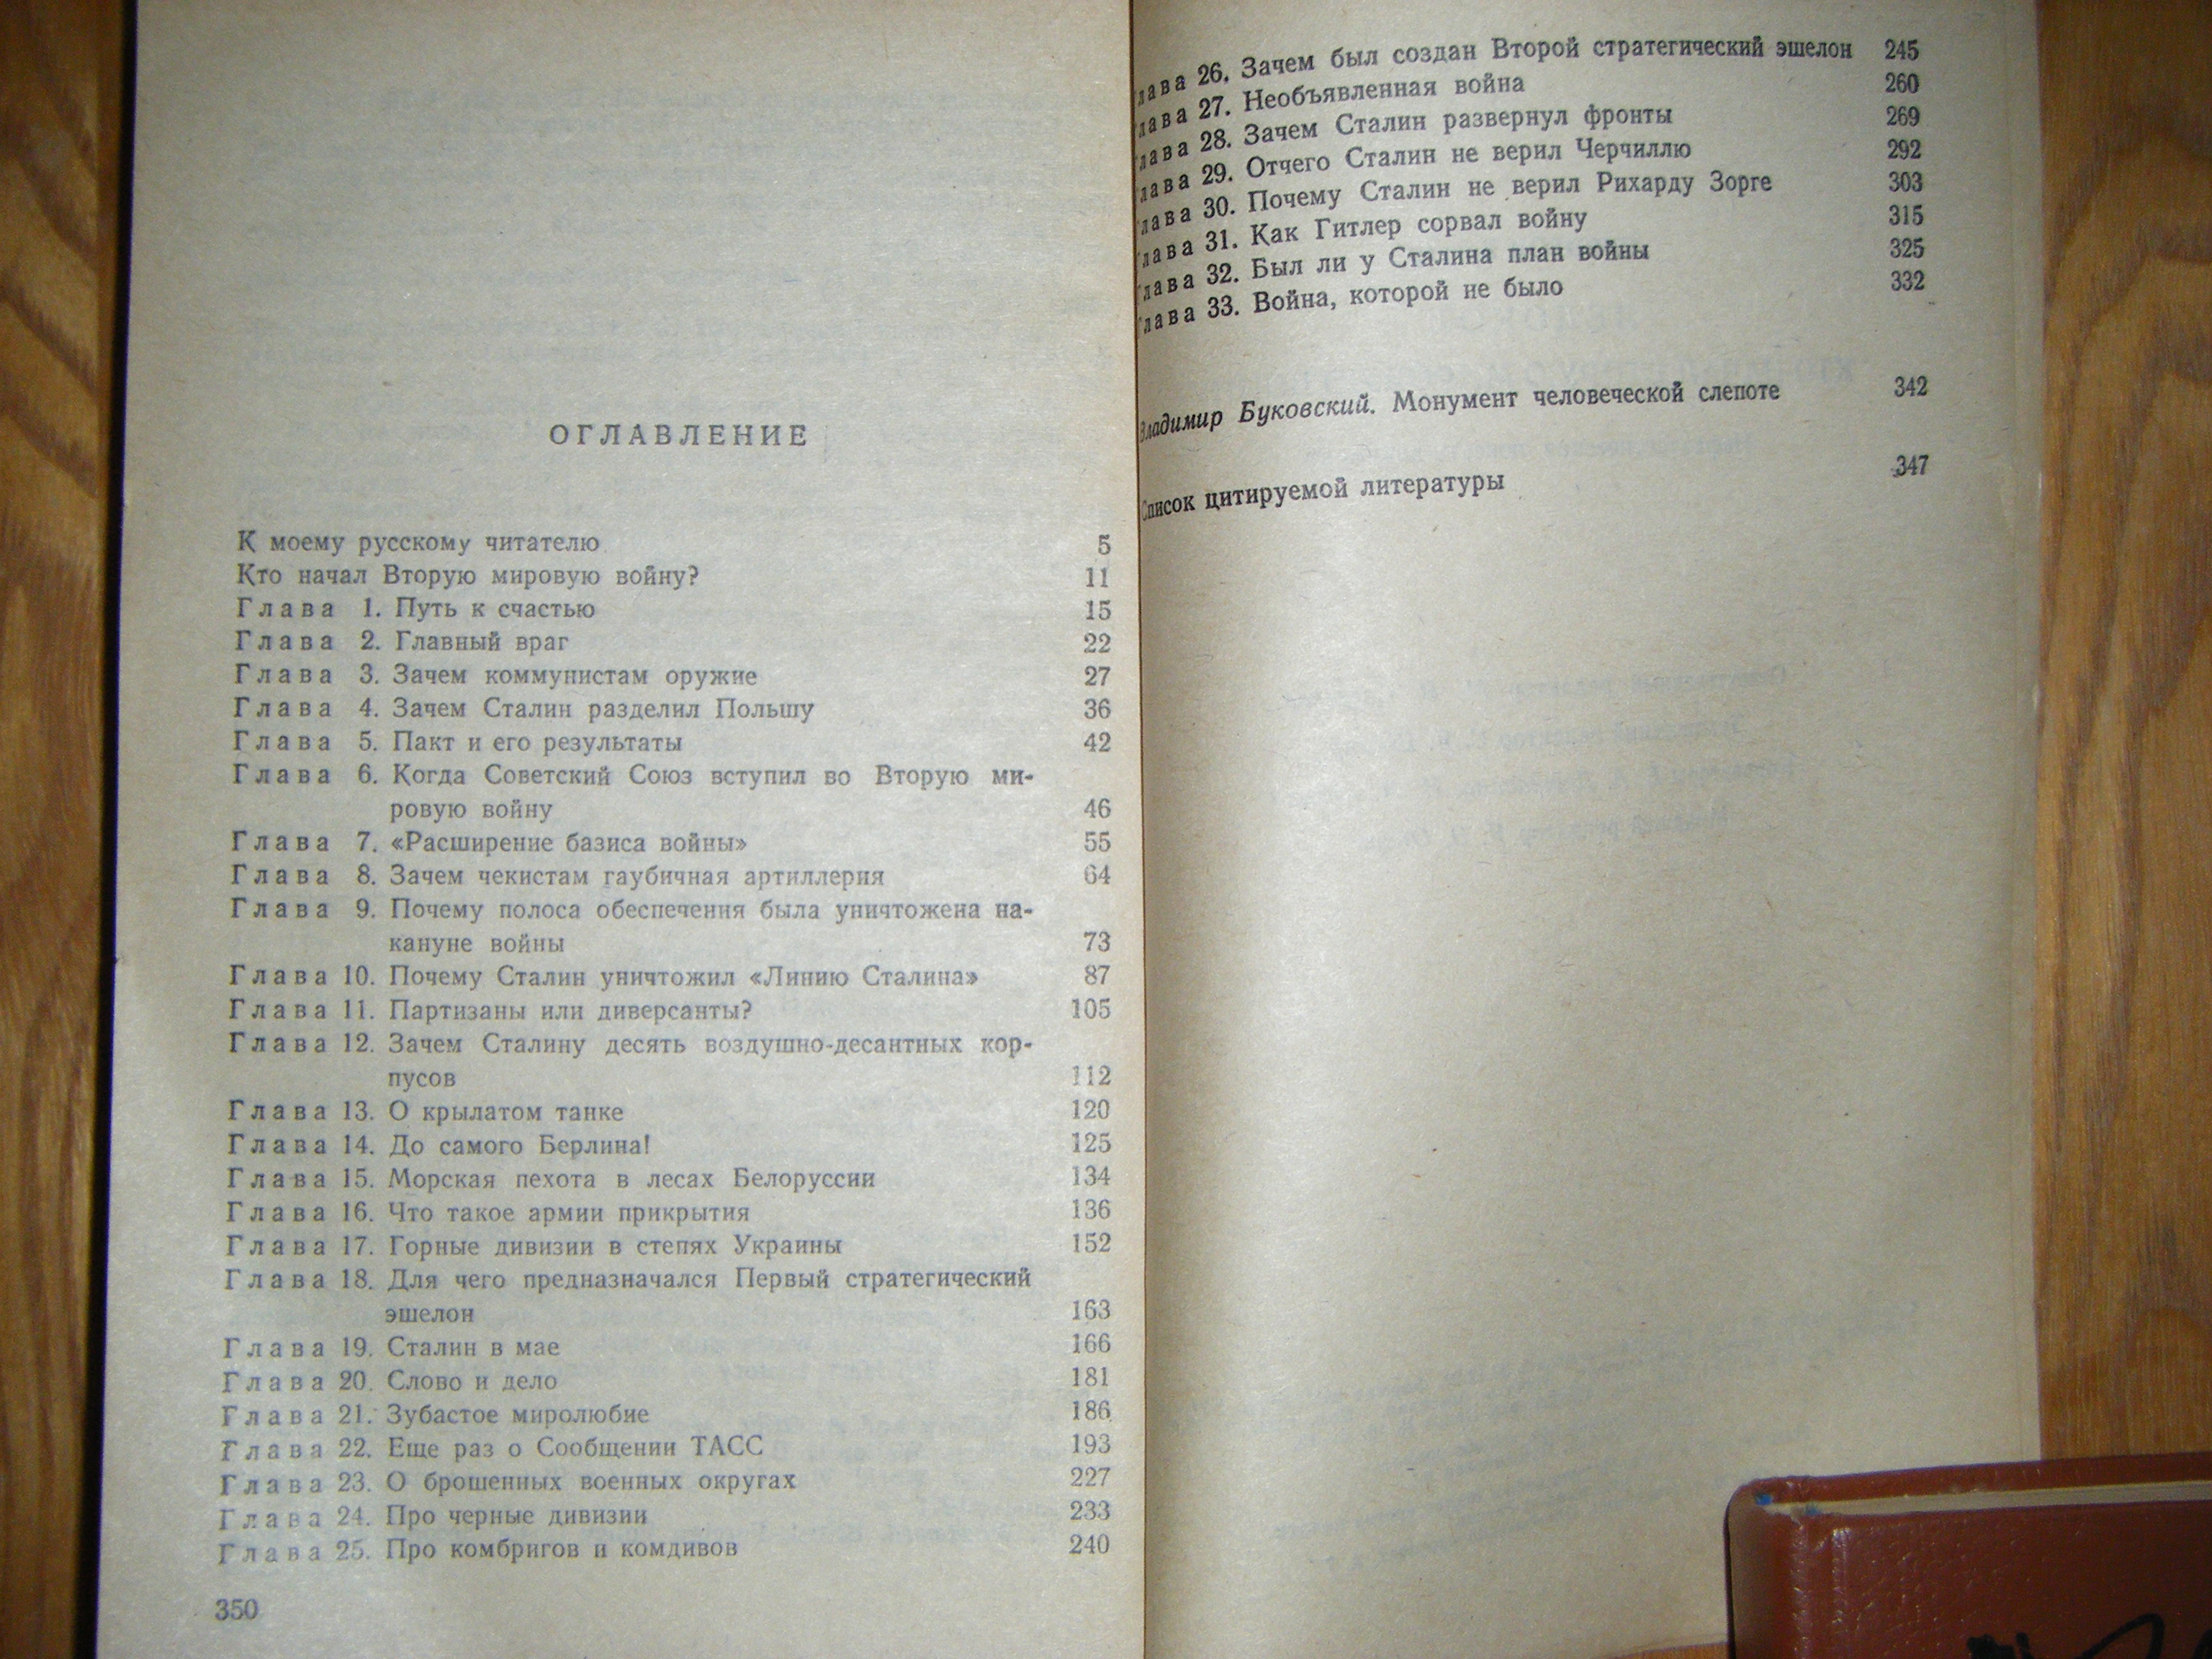 ОГЛАВЛЕНИЕ
К моему русскому читателю 5
Кто начал Вторую мировую войну? 11
Глава 1. Путь к счастью 15
Глава 2. Главный враг 22
Глава 3. Зачем коммунистам оружие 27
Глава 4. Зачем Сталин разделил Польшу 36
Глава 5. Пакт и его результаты 42
Глава 6. Когда Советский Союз вступил во Вторую ми-
ровую войну 46
Глава 7. «Расширение базиса войны» 55
Глава 8. Зачем чекистам гаубичная артиллерия 64
Глава 9. Почему полоса обеспечения была уничтожена на-
кануне войны 73
Глава 10. Почему Сталин уничтожил «Линию Сталина» 87
Глава 11. Партизаны или диверсанты? 105
Глава 12. Зачем Сталину десять воздушно-десантных кор-
пусов 112
Глава 13. О крылатом танке 120
Глава 14. До самого Берлина! 125
Глава 15. Морская пехота в лесах Белоруссии 134
Глава 16. Что такое армии прикрытия 136
Глава 17. Горные дивизии в степях Украины 152
Глава 18. Для чего предназначался Первый стратегический
эшелон 163
Глава 19. Сталин в мае 166
Глава 20. Слово и дело 181
Глава 21. Зубастое миролюбие 186
Глава 22. Еще раз о Сообщении ТАСС 193
Глава 23. О брошенных военных округах 227
Глава 24. Про черные дивизии 233
Глава 25. Про комбригов и комдивов 240
350
Глава 26. Зачем был создан Второй стратегический эшелон 245
Глава 27. Необъявленная война 260
Глава 28. Зачем Сталин развернул фронты 269
Глава 29. Отчего Сталин не верил Черчиллю 292
Глава 30. Почему Сталин не верил Рихарду Зорге 303
Глава 31. Как Гитлер сорвал войну 315
Глава 32. Был ли у Сталина план войны 325
Глава 33. Война, которой не было 332
Владимир Буковский. Монумент человеческой слепоте 342
Список цитируемой литературы 347